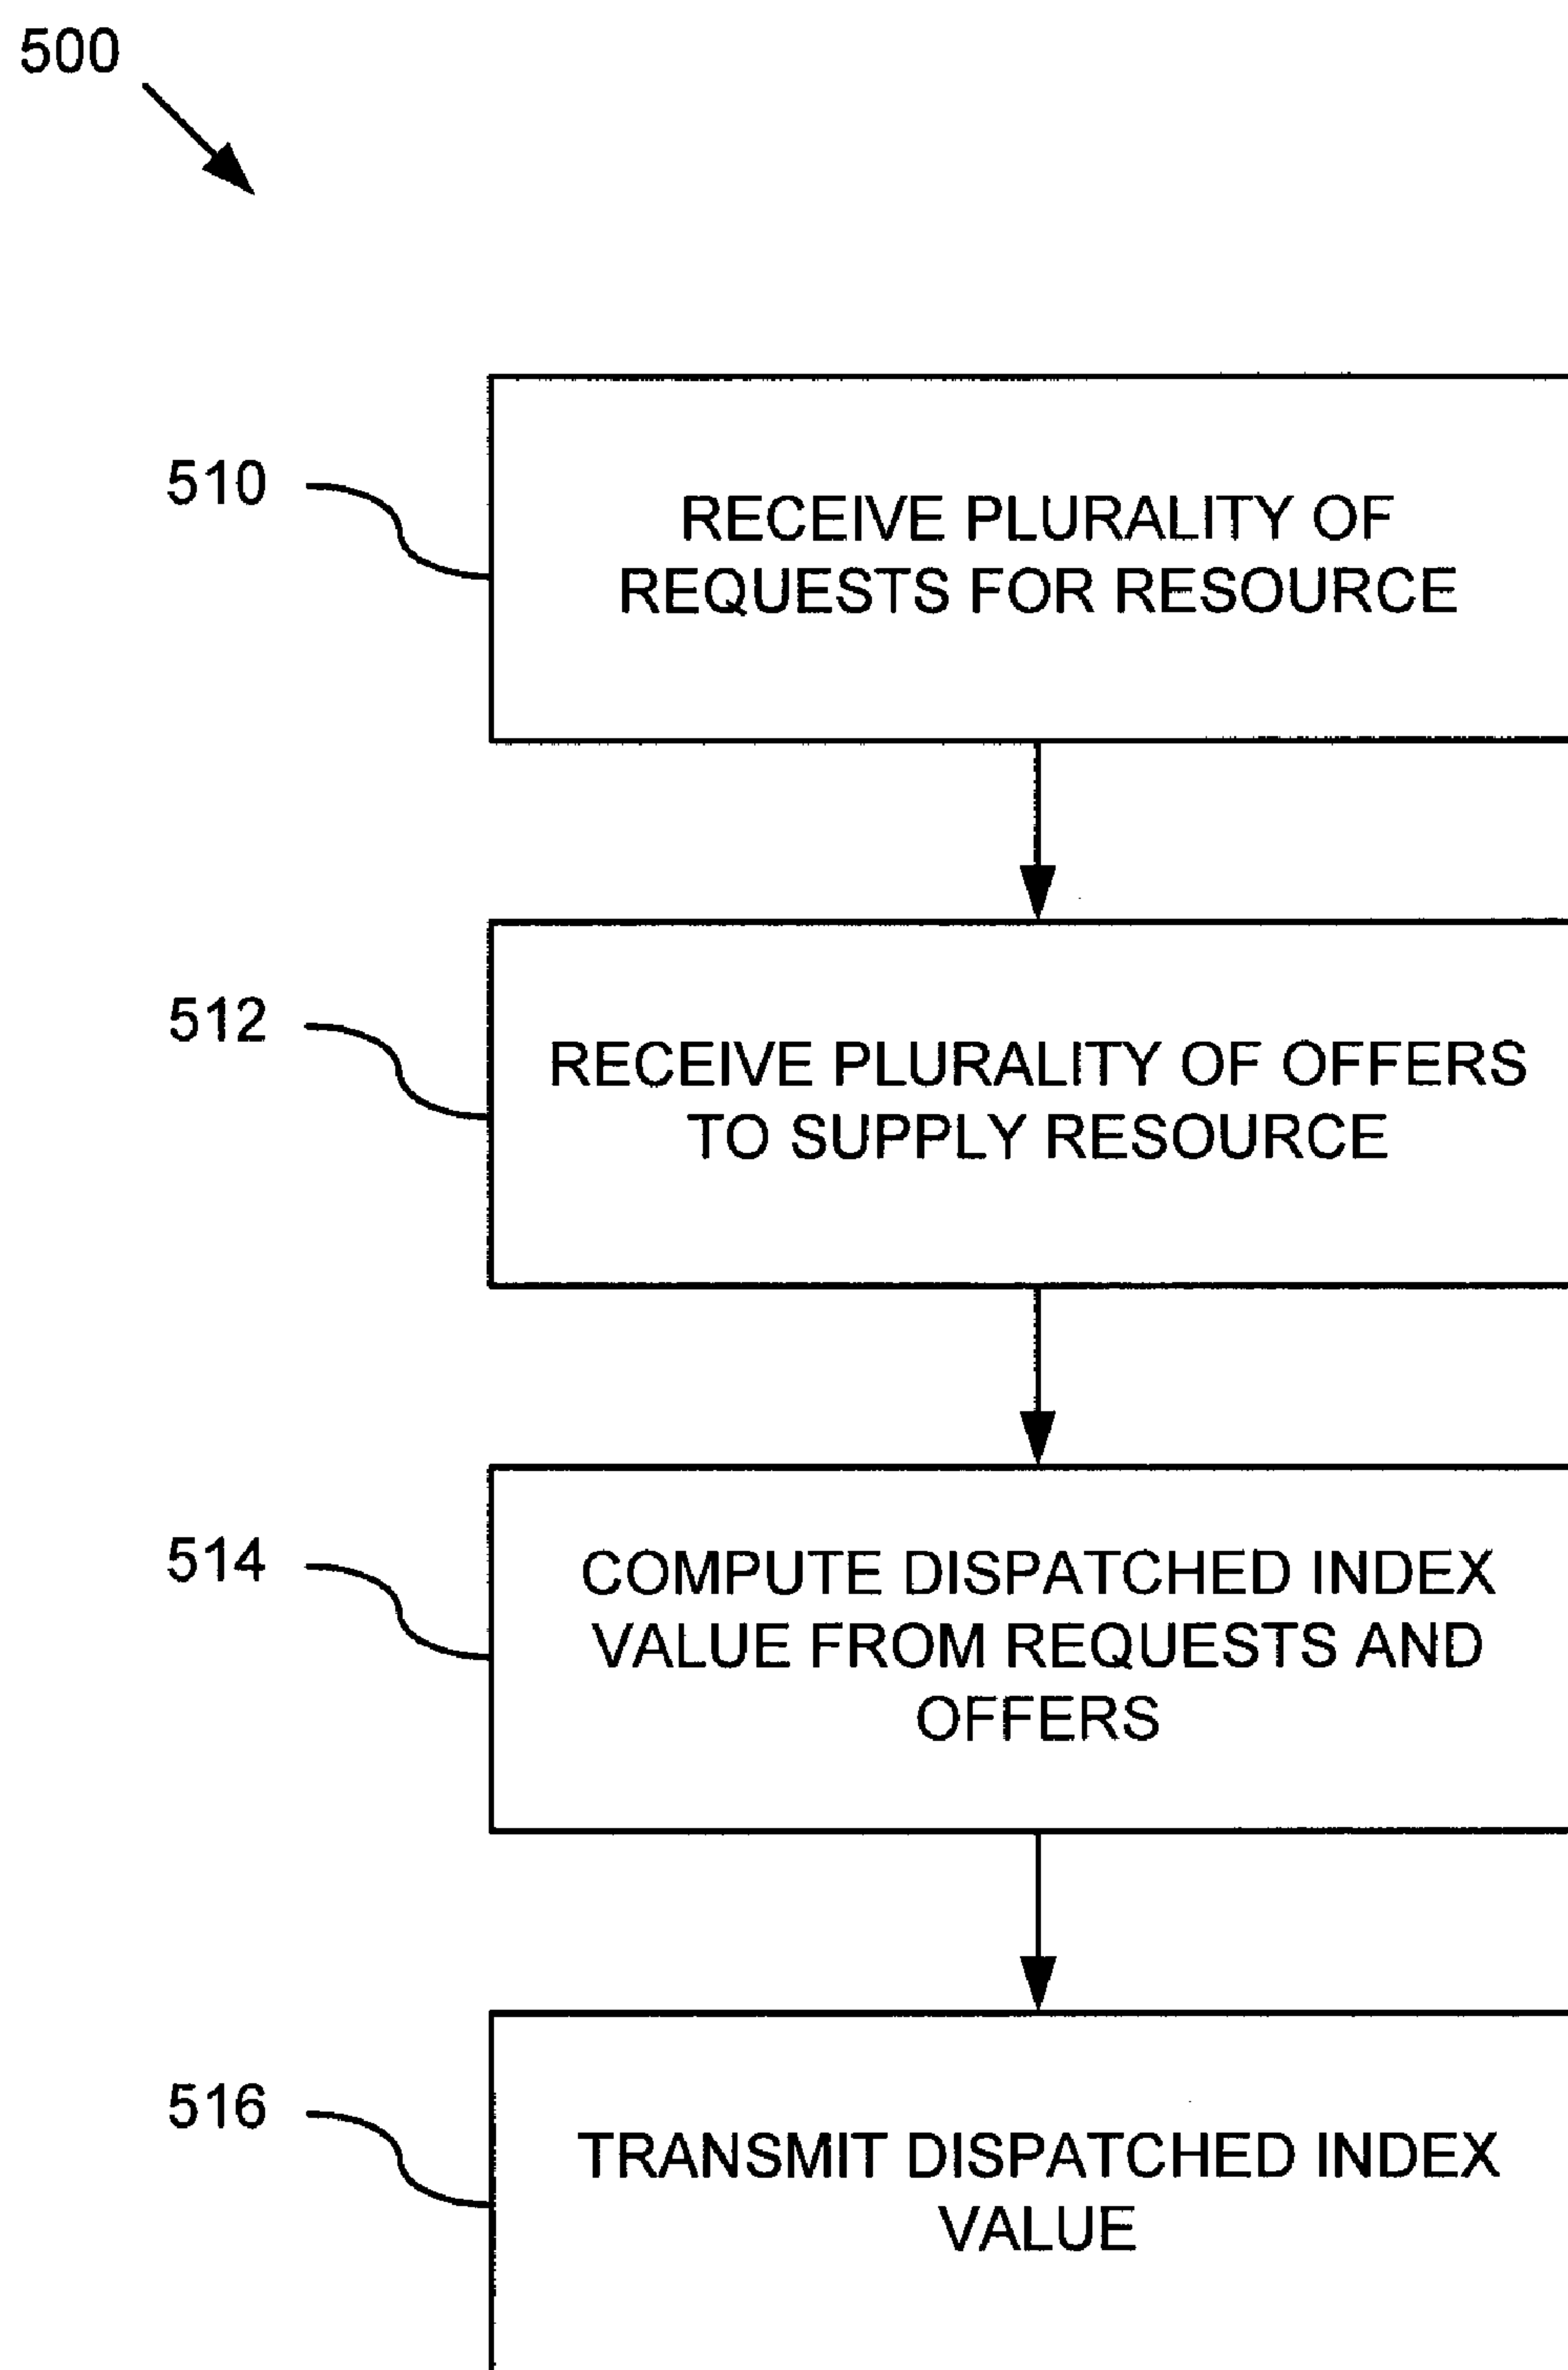 500
510
RECEIVE PLURALITY OF
REQUESTS FOR RESOURCE
512
RECEIVE PLURALITY OF OFFERS
TO SUPPLY RESOURCE
514
COMPUTE DISPATCHED INDEX
VALUE FROM REQUESTS AND
OFFERS
516
TRANSMIT DISPATCHED INDEX
VALUE